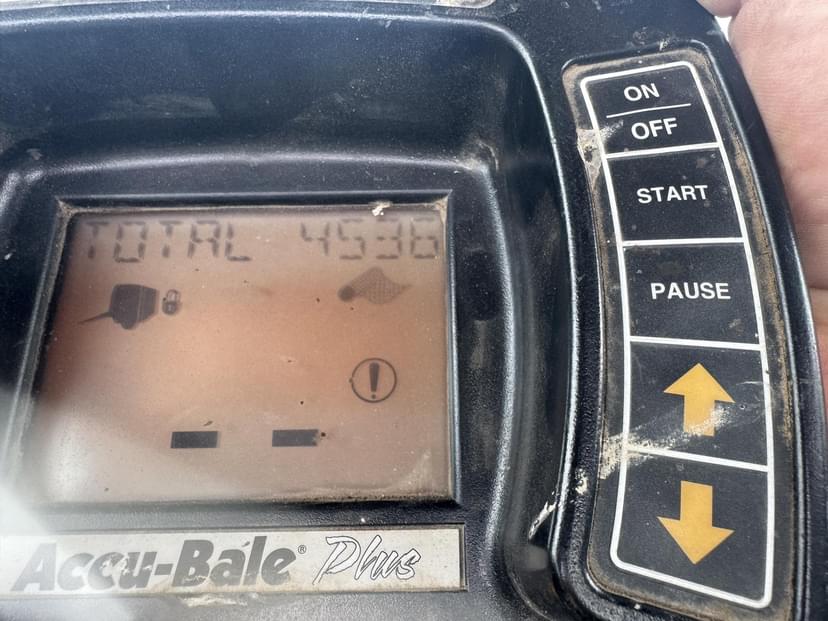 TOTAL 4536
ON
OFF
START
PAUSE
Accu-Bale® Plus